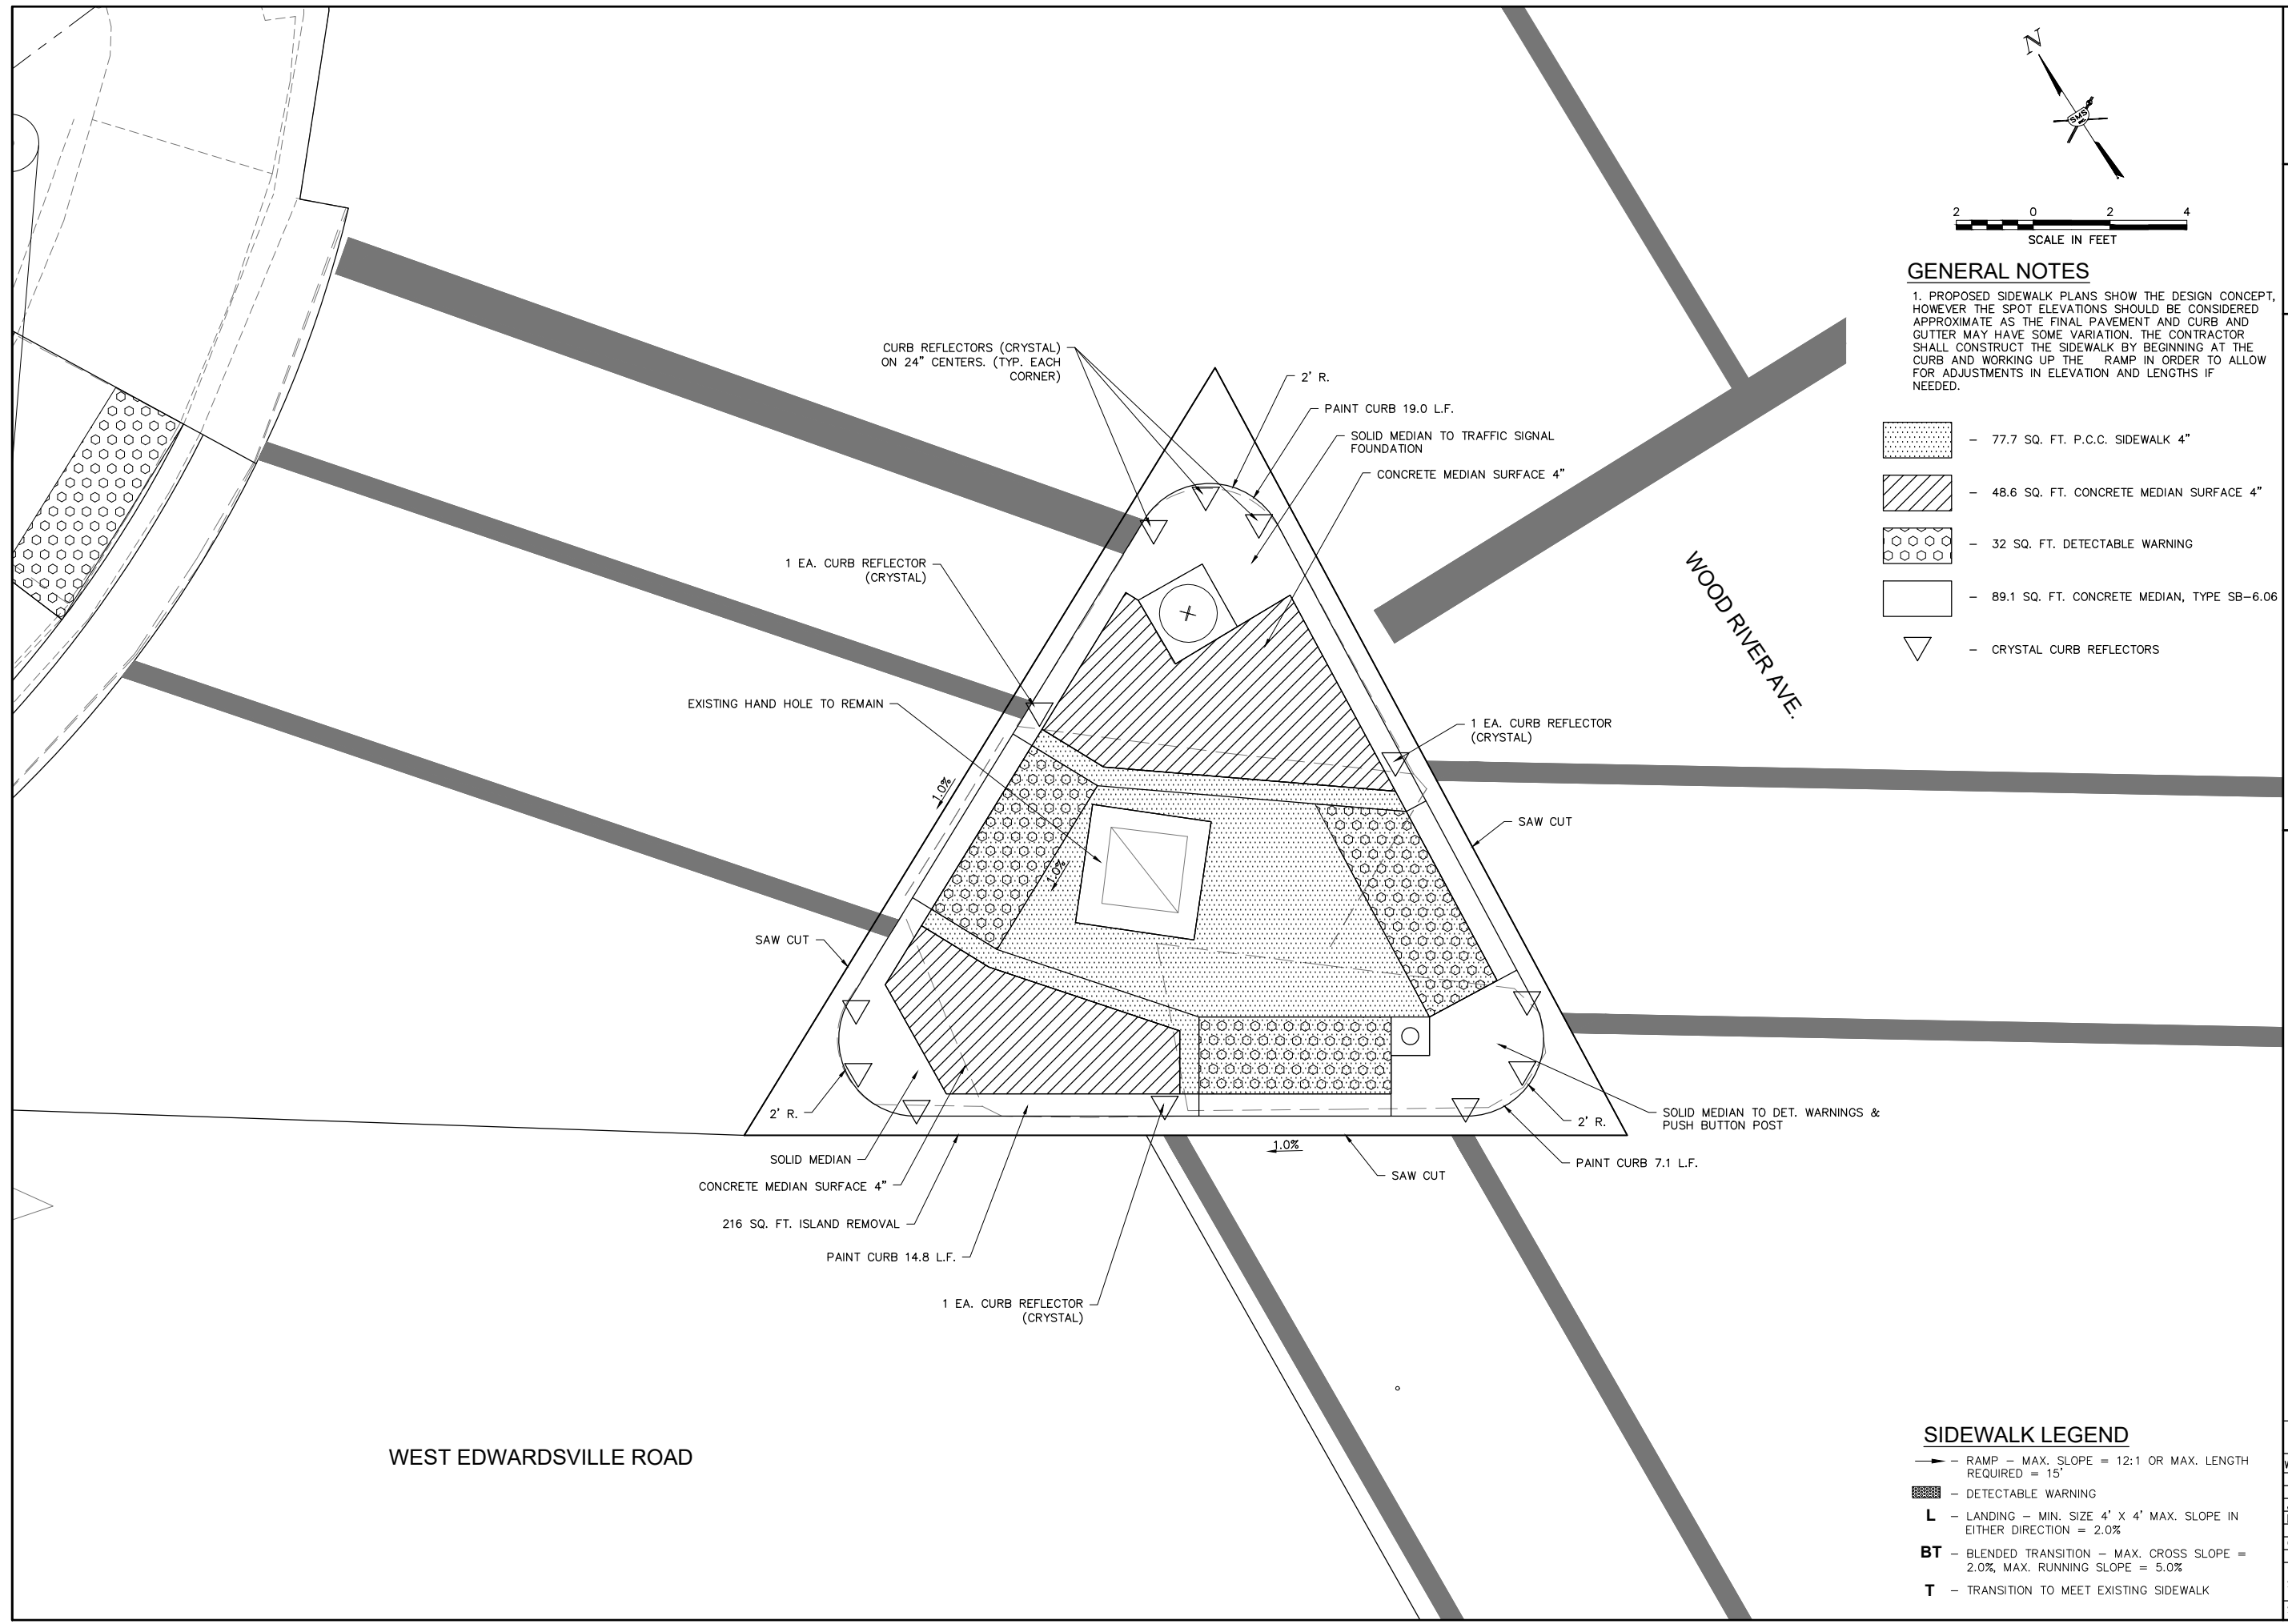 N
SMS
2 0 2 4
SCALE IN FEET
GENERAL NOTES
1. PROPOSED SIDEWALK PLANS SHOW THE DESIGN CONCEPT,
HOWEVER THE SPOT ELEVATIONS SHOULD BE CONSIDERED
APPROXIMATE AS THE FINAL PAVEMENT AND CURB AND
GUTTER MAY HAVE SOME VARIATION. THE CONTRACTOR
SHALL CONSTRUCT THE SIDEWALK BY BEGINNING AT THE
CURB AND WORKING UP THE RAMP IN ORDER TO ALLOW
FOR ADJUSTMENTS IN ELEVATION AND LENGTHS IF
NEEDED.
– 77.7 SQ. FT. P.C.C. SIDEWALK 4"
– 48.6 SQ. FT. CONCRETE MEDIAN SURFACE 4"
– 32 SQ. FT. DETECTABLE WARNING
– 89.1 SQ. FT. CONCRETE MEDIAN, TYPE SB-6.06
– CRYSTAL CURB REFLECTORS
CURB REFLECTORS (CRYSTAL)
ON 24" CENTERS. (TYP. EACH
CORNER)
2' R.
PAINT CURB 19.0 L.F.
SOLID MEDIAN TO TRAFFIC SIGNAL
FOUNDATION
CONCRETE MEDIAN SURFACE 4"
1 EA. CURB REFLECTOR
(CRYSTAL)
WOOD RIVER AVE.
EXISTING HAND HOLE TO REMAIN
1 EA. CURB REFLECTOR
(CRYSTAL)
1.0%
SAW CUT
1.0%
SAW CUT
2' R.
2' R.
SOLID MEDIAN TO DET. WARNINGS &
PUSH BUTTON POST
1.0%
SOLID MEDIAN
PAINT CURB 7.1 L.F.
SAW CUT
CONCRETE MEDIAN SURFACE 4"
216 SQ. FT. ISLAND REMOVAL
PAINT CURB 14.8 L.F.
1 EA. CURB REFLECTOR
(CRYSTAL)
WEST EDWARDSVILLE ROAD
SIDEWALK LEGEND
– RAMP – MAX. SLOPE = 12:1 OR MAX. LENGTH
REQUIRED = 15'
– DETECTABLE WARNING
L – LANDING – MIN. SIZE 4' X 4' MAX. SLOPE IN
EITHER DIRECTION = 2.0%
BT – BLENDED TRANSITION – MAX. CROSS SLOPE =
2.0%, MAX. RUNNING SLOPE = 5.0%
T – TRANSITION TO MEET EXISTING SIDEWALK